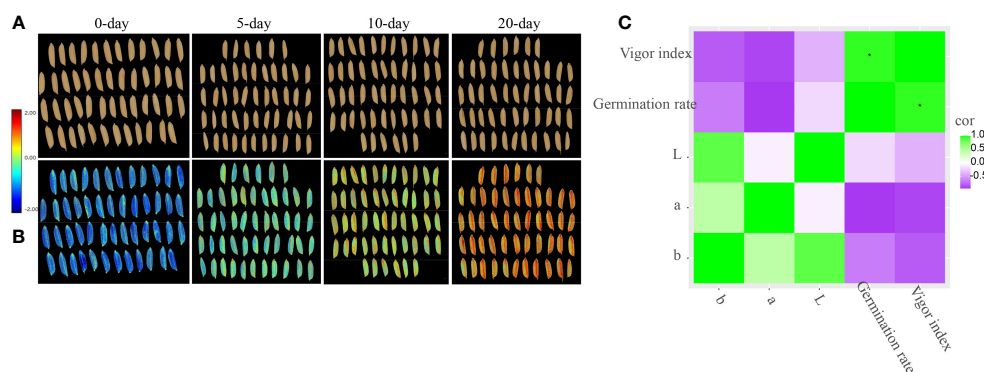 A
0-day
5-day
10-day
20-day
2.00
0.00
-2.00
B
C
Vigor index
Germination rate
L .
a .
b .
b
a
L
Germination rate
Vigor index
cor
1.0
0.5
0.0
-0.5